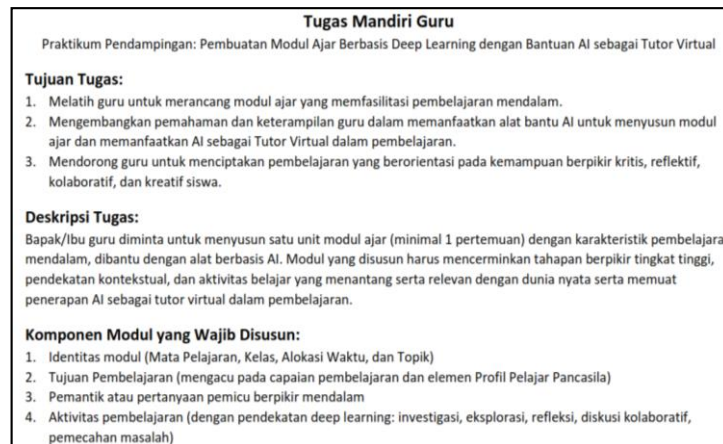 Tugas Mandiri Guru
Praktikum Pendampingan: Pembuatan Modul Ajar Berbasis Deep Learning dengan Bantuan AI sebagai Tutor Virtual
Tujuan Tugas:
1. Melatih guru untuk merancang modul ajar yang memfasilitasi pembelajaran mendalam.
2. Mengembangkan pemahaman dan keterampilan guru dalam memanfaatkan alat bantu AI untuk menyusun modul
ajar dan memanfaatkan AI sebagai Tutor Virtual dalam pembelajaran.
3. Mendorong guru untuk menciptakan pembelajaran yang berorientasi pada kemampuan berpikir kritis, reflektif,
kolaboratif, dan kreatif siswa.
Deskripsi Tugas:
Bapak/Ibu guru diminta untuk menyusun satu unit modul ajar (minimal 1 pertemuan) dengan karakteristik pembelajara
mendalam, dibantu dengan alat berbasis AI. Modul yang disusun harus mencerminkan tahapan berpikir tingkat tinggi,
pendekatan kontekstual, dan aktivitas belajar yang menantang serta relevan dengan dunia nyata serta memuat
penerapan AI sebagai tutor virtual dalam pembelajaran.
Komponen Modul yang Wajib Disusun:
1. Identitas modul (Mata Pelajaran, Kelas, Alokasi Waktu, dan Topik)
2. Tujuan Pembelajaran (mengacu pada capaian pembelajaran dan elemen Profil Pelajar Pancasila)
3. Pemantik atau pertanyaan pemicu berpikir mendalam
4. Aktivitas pembelajaran (dengan pendekatan deep learning: investigasi, eksplorasi, refleksi, diskusi kolaboratif,
pemecahan masalah)